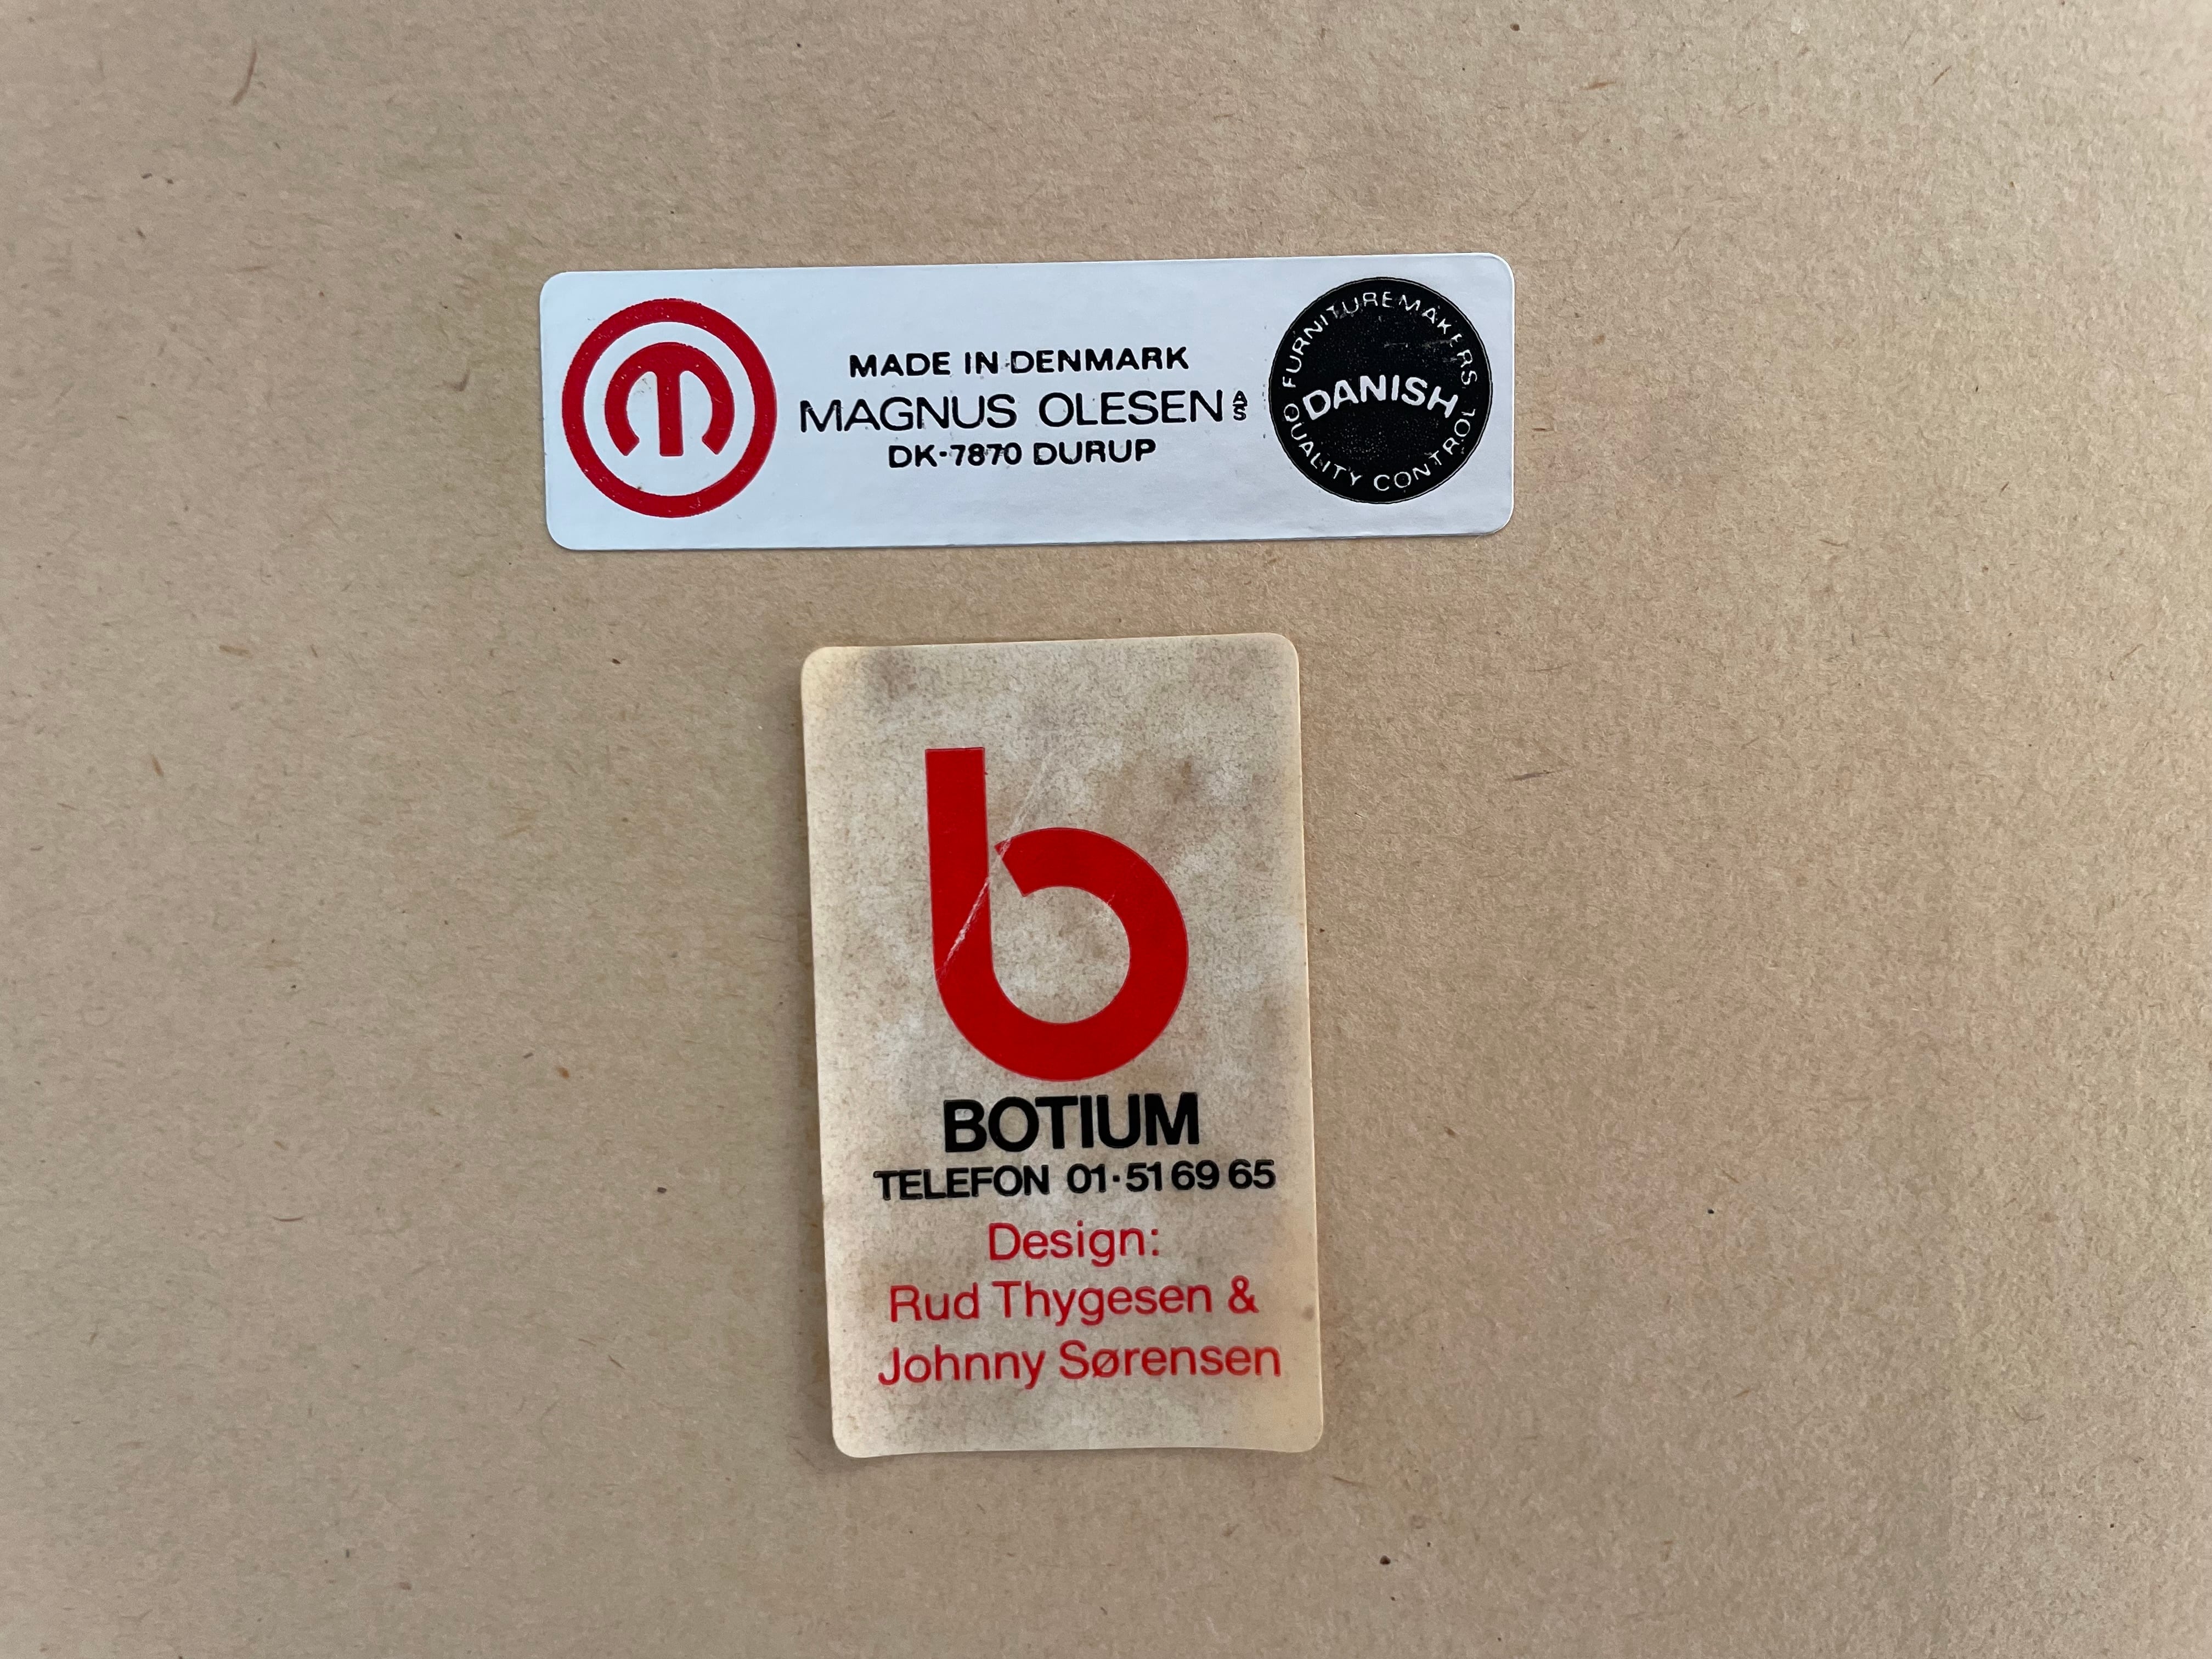 MADE IN DENMARK
MAGNUS OLESEN A/S
DK-7870 DURUP
FURNITUREMAKERS
DANISH
QUALITY CONTROL
b
BOTIUM
TELEFON 01·51 69 65
Design:
Rud Thygesen &
Johnny Sørensen